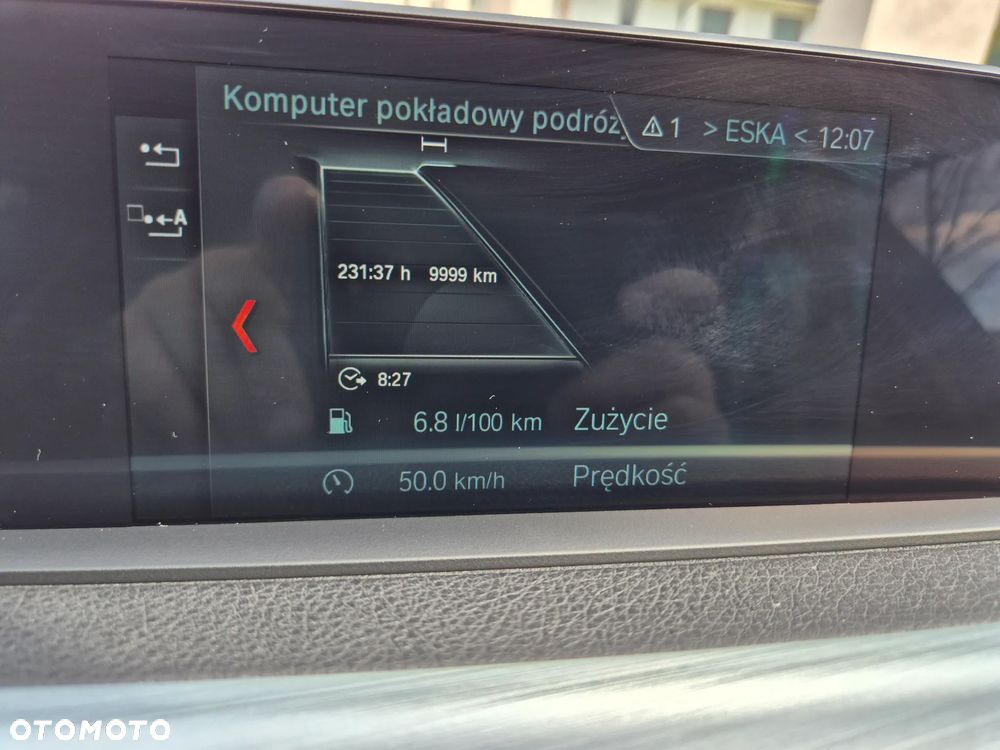 Komputer pokładowy podróż
1 > ESKA < 12:07
A
231:37 h 9999 km
8:27
6.8 l/100 km Zużycie
50.0 km/h Prędkość
OTOMOTO